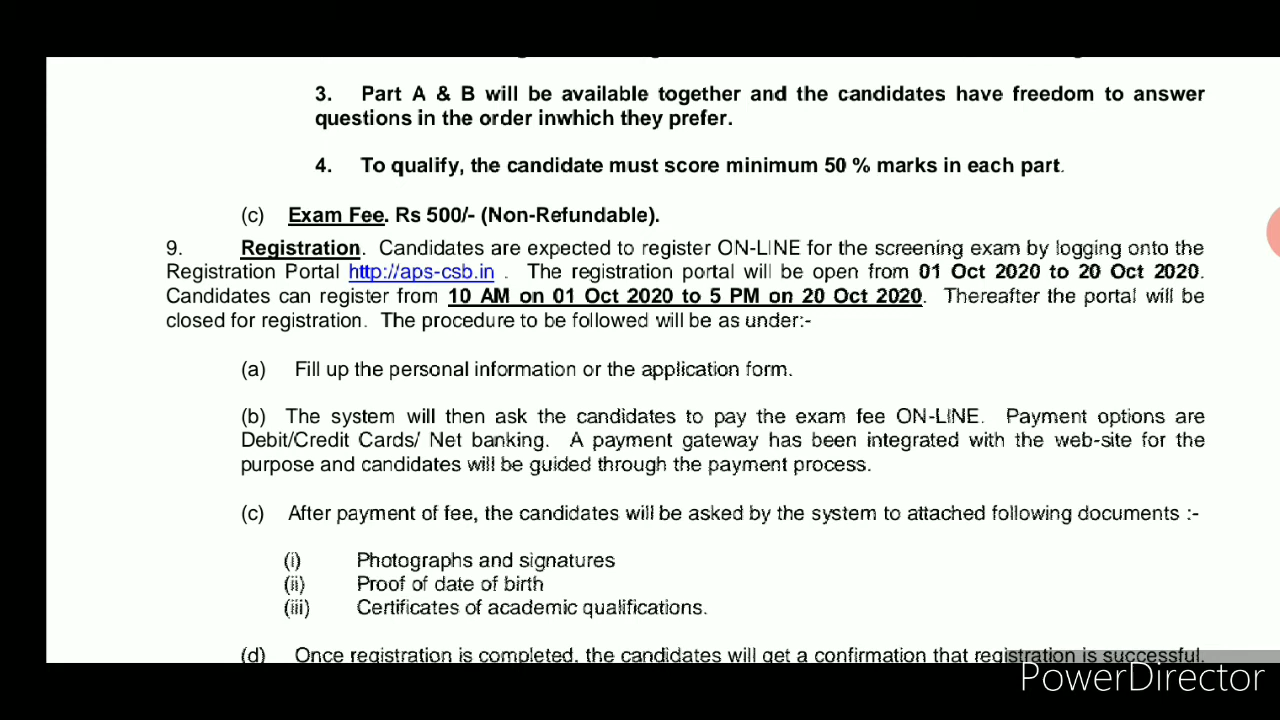 3. Part A & B will be available together and the candidates have freedom to answer
questions in the order inwhich they prefer.
4. To qualify, the candidate must score minimum 50 % marks in each part.
(c) Exam Fee. Rs 500/- (Non-Refundable).
9. Registration. Candidates are expected to register ON-LINE for the screening exam by logging onto the
Registration Portal http://aps-csb.in . The registration portal will be open from 01 Oct 2020 to 20 Oct 2020.
Candidates can register from 10 AM on 01 Oct 2020 to 5 PM on 20 Oct 2020. Thereafter the portal will be
closed for registration. The procedure to be followed will be as under:-
(a) Fill up the personal information or the application form.
(b) The system will then ask the candidates to pay the exam fee ON-LINE. Payment options are
Debit/Credit Cards/ Net banking. A payment gateway has been integrated with the web-site for the
purpose and candidates will be guided through the payment process.
(c) After payment of fee, the candidates will be asked by the system to attached following documents :-
(i) Photographs and signatures
(ii) Proof of date of birth
(iii) Certificates of academic qualifications.
(d) Once registration is completed, the candidates will get a confirmation that registration is successful.
PowerDirector